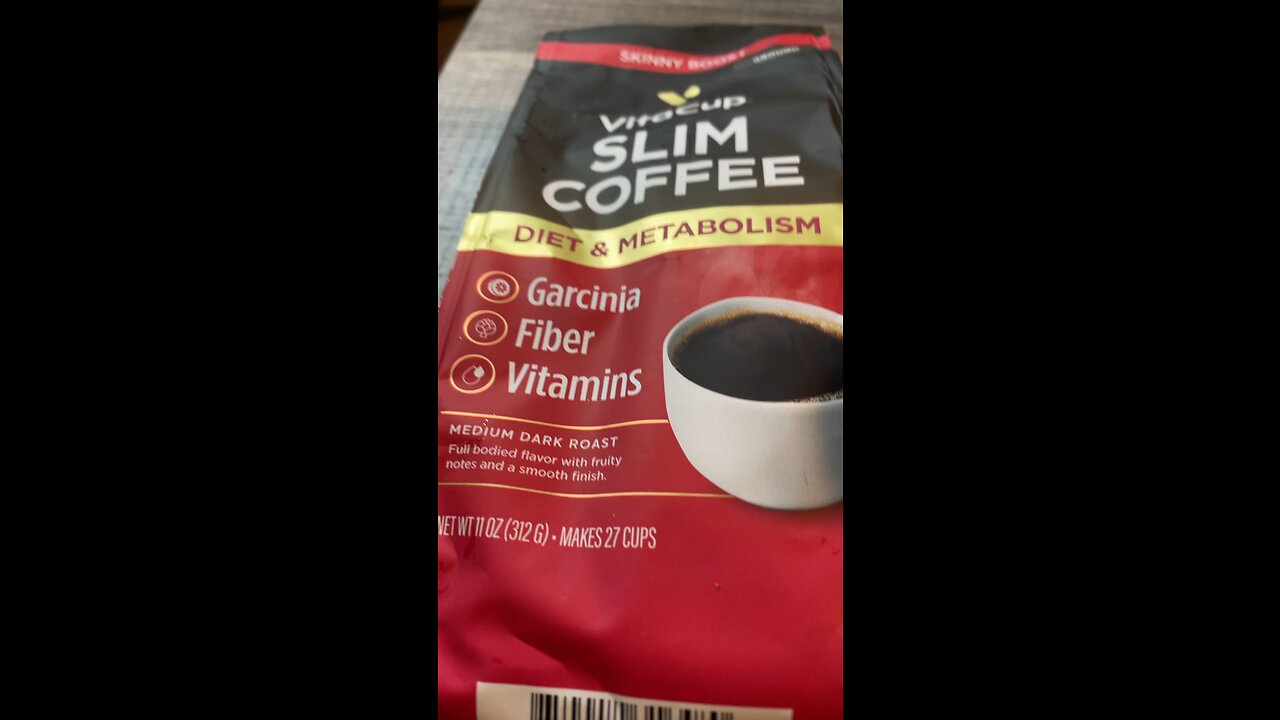 SKINNY BOOST
GROUND
VitaCup
SLIM
COFFEE
DIET & METABOLISM
Garcinia
Fiber
Vitamins
MEDIUM DARK ROAST
Full bodied flavor with fruity
notes and a smooth finish.
NET WT 11 OZ (312 G) • MAKES 27 CUPS